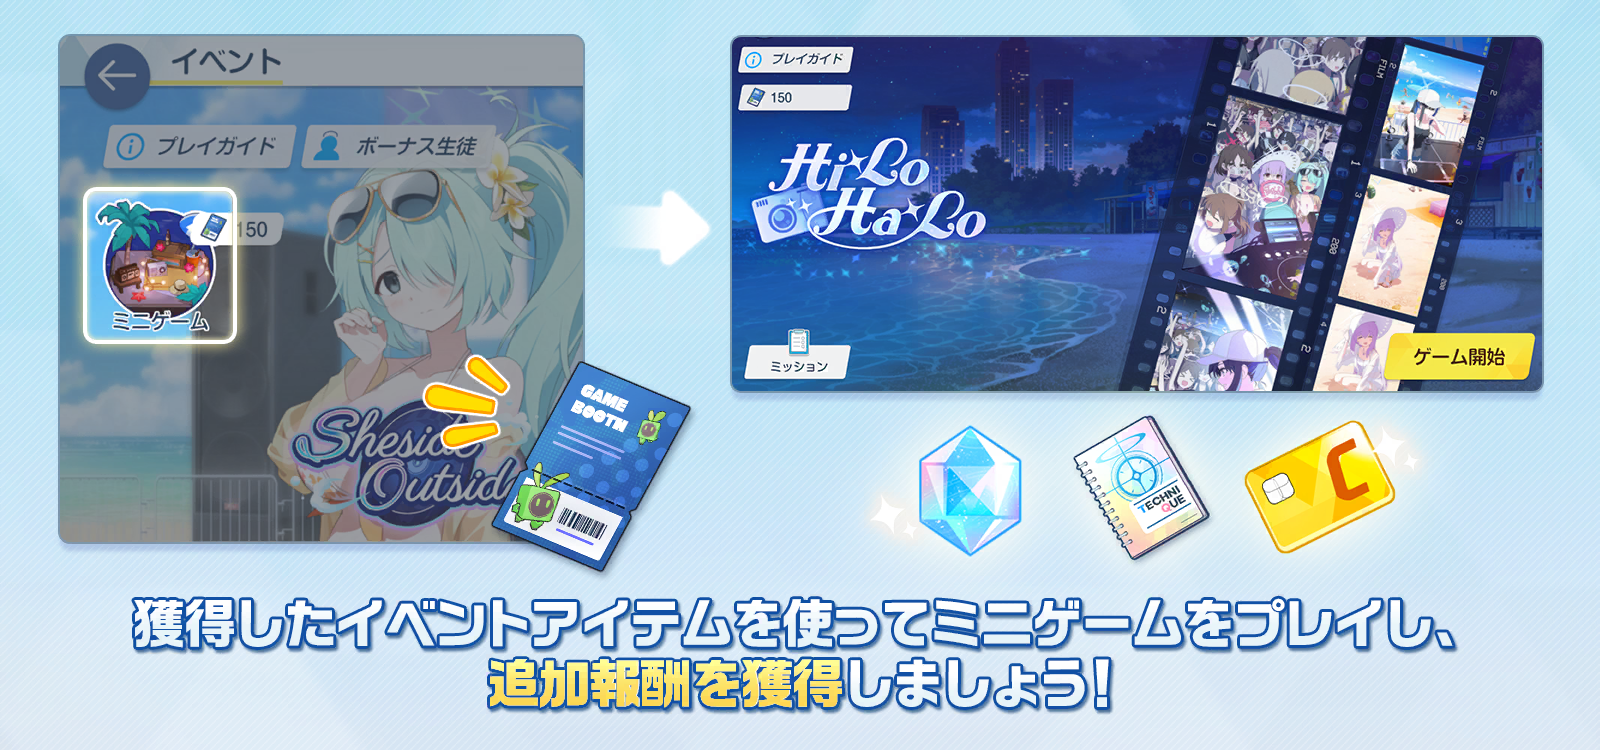 イベント
プレイガイド
ボーナス生徒
150
ミニゲーム
Sheside
Outside
GAME
BOOTH
プレイガイド
150
Hi Lo
Ha Lo
ミッション
ゲーム開始
TECHNI
QUE
C
獲得したイベントアイテムを使ってミニゲームをプレイし、
追加報酬を獲得しましょう!